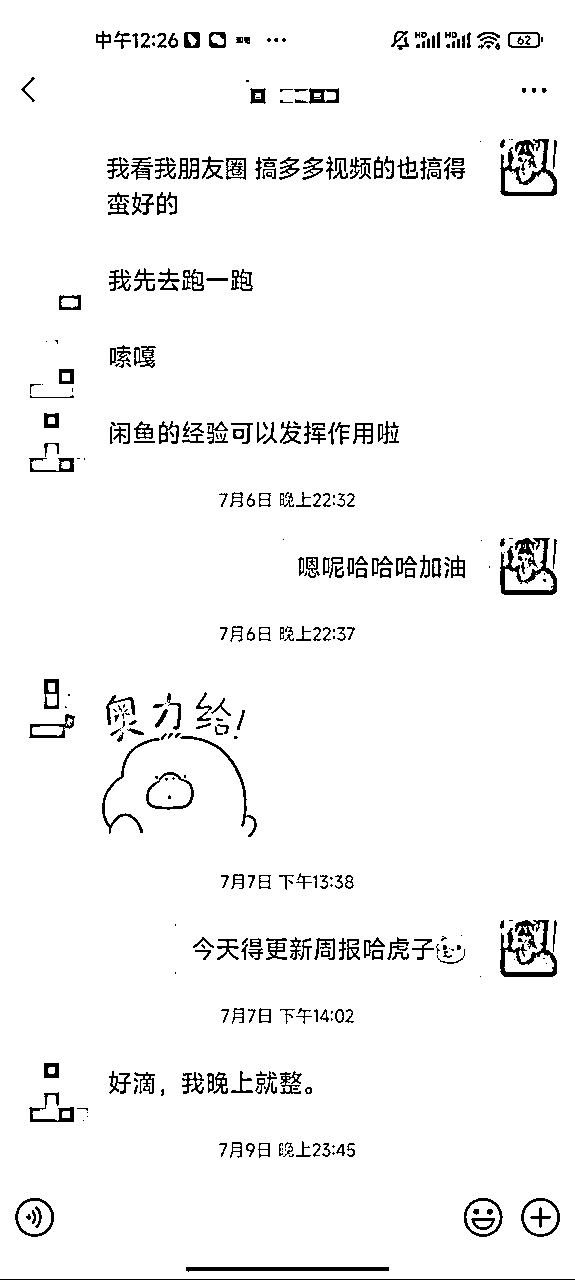 中午12:26
62
我看我朋友圈 搞多多视频的也搞得
蛮好的
我先去跑一跑
嗦嘎
闲鱼的经验可以发挥作用啦
7月6日 晚上22:32
嗯呢哈哈哈加油
7月6日 晚上22:37
奥力给!
7月7日 下午13:38
今天得更新周报哈虎子
7月7日 下午14:02
好滴，我晚上就整。
7月9日 晚上23:45